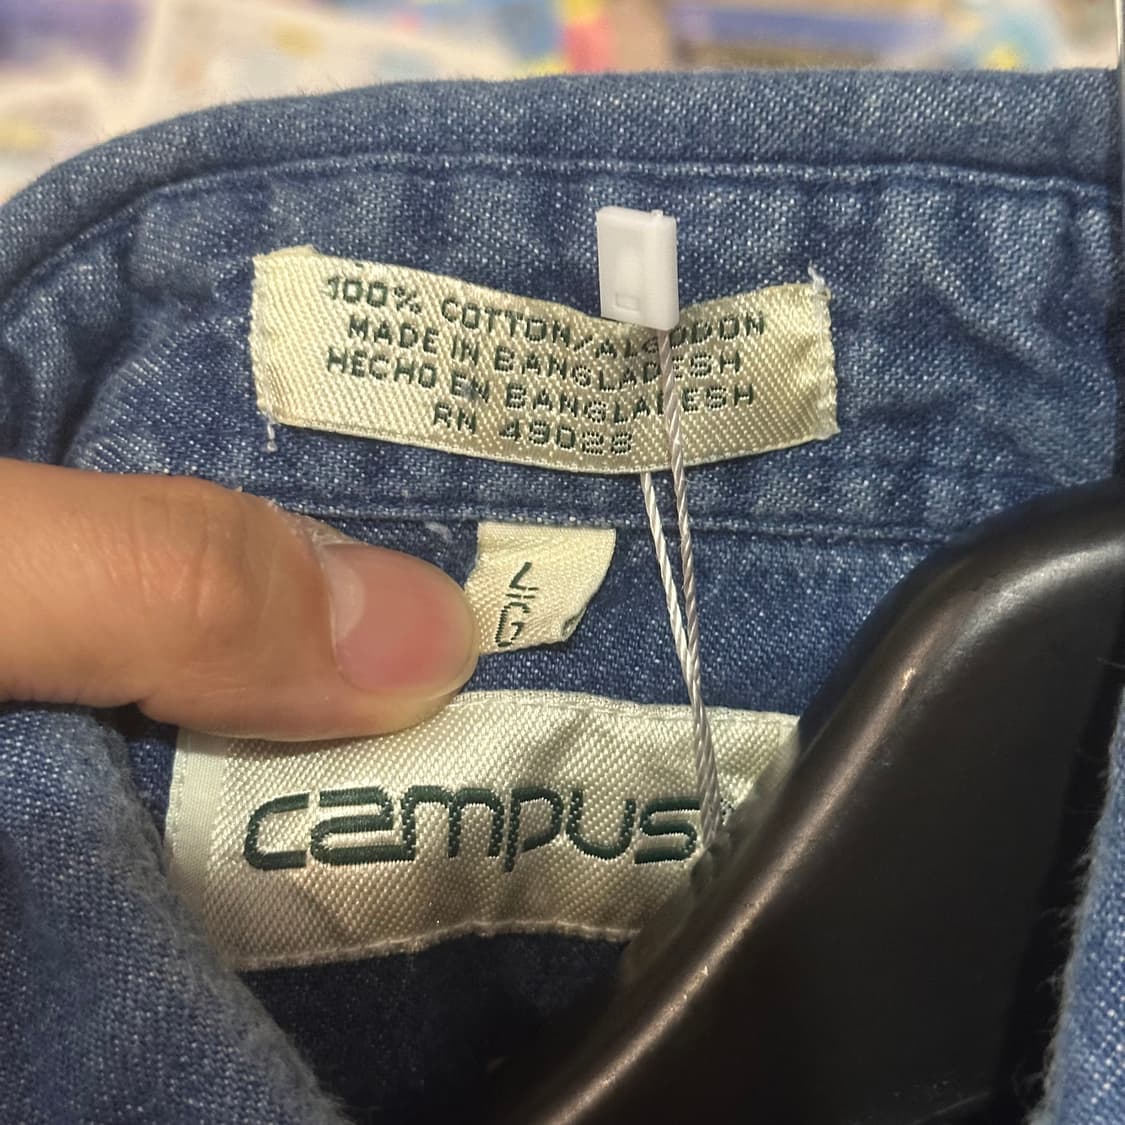 100% COTTON/ALGODON
MADE IN BANGLADESH
HECHO EN BANGLADESH
RN 49028
L/G
campus